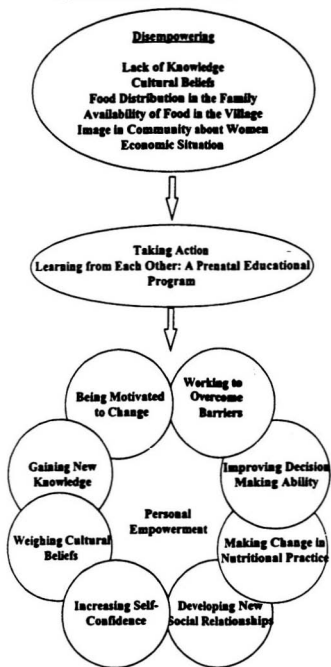 Disempowering
Lack of Knowledge
Cultural Beliefs
Food Distribution in the Family
Availability of Food in the Village
Image in Community about Women
Economic Situation
Taking Action
Learning from Each Other: A Prenatal Educational
Program
Being Motivated
to Change
Working to
Overcome
Barriers
Gaining New
Knowledge
Improving Decision
Making Ability
Personal
Empowerment
Weighing Cultural
Beliefs
Making Change in
Nutritional Practice
Increasing Self-
Confidence
Developing New
Social Relationships